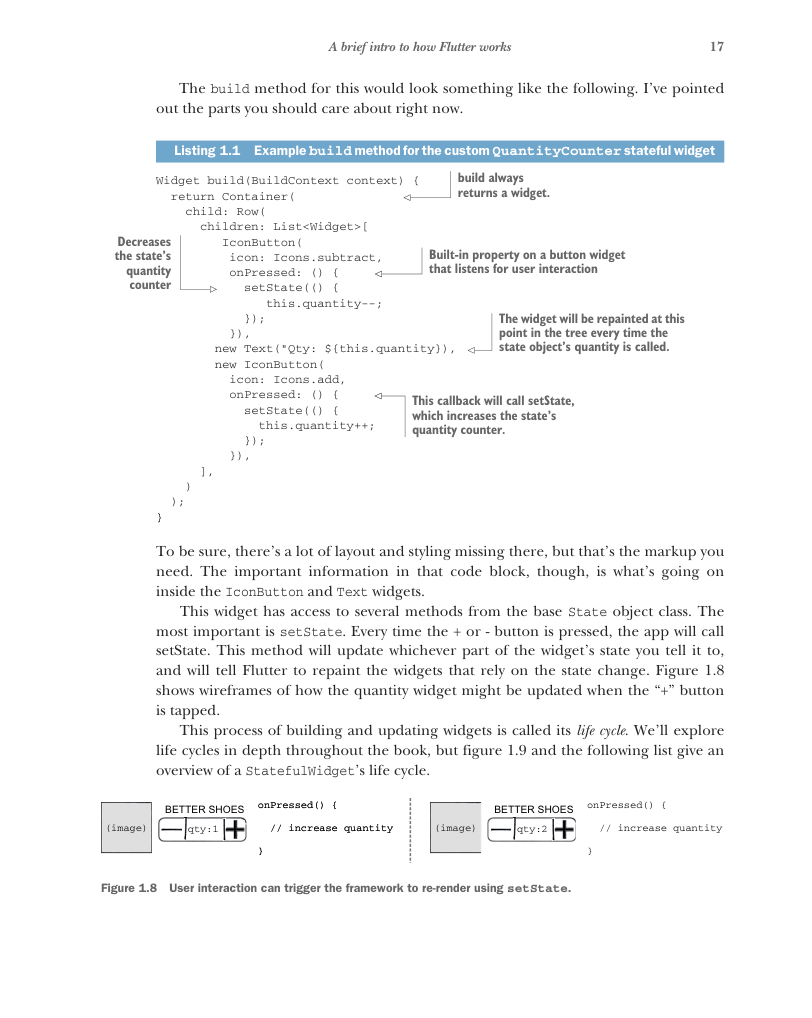 A brief intro to how Flutter works 17
The build method for this would look something like the following. I've pointed
out the parts you should care about right now.
Listing 1.1 Example build method for the custom QuantityCounter stateful widget
Widget build(BuildContext context) {
return Container(
child: Row(
children: List<Widget>[
IconButton(
icon: Icons.subtract,
onPressed: () {
setState(() {
this.quantity--;
});
}),
new Text("Qty: ${this.quantity}),
new IconButton(
icon: Icons.add,
onPressed: () {
setState(() {
this.quantity++;
});
}),
],
)
);
}
build always
returns a widget.
Decreases
the state's
quantity
counter
Built-in property on a button widget
that listens for user interaction
The widget will be repainted at this
point in the tree every time the
state object's quantity is called.
This callback will call setState,
which increases the state's
quantity counter.
To be sure, there's a lot of layout and styling missing there, but that's the markup you
need. The important information in that code block, though, is what's going on
inside the IconButton and Text widgets.
This widget has access to several methods from the base State object class. The
most important is setState. Every time the + or - button is pressed, the app will call
setState. This method will update whichever part of the widget's state you tell it to,
and will tell Flutter to repaint the widgets that rely on the state change. Figure 1.8
shows wireframes of how the quantity widget might be updated when the "+" button
is tapped.
This process of building and updating widgets is called its life cycle. We'll explore
life cycles in depth throughout the book, but figure 1.9 and the following list give an
overview of a StatefulWidget's life cycle.
(image)
BETTER SHOES
qty:1
onPressed() {
// increase quantity
}
(image)
BETTER SHOES
qty:2
onPressed() {
// increase quantity
}
Figure 1.8 User interaction can trigger the framework to re-render using setState.